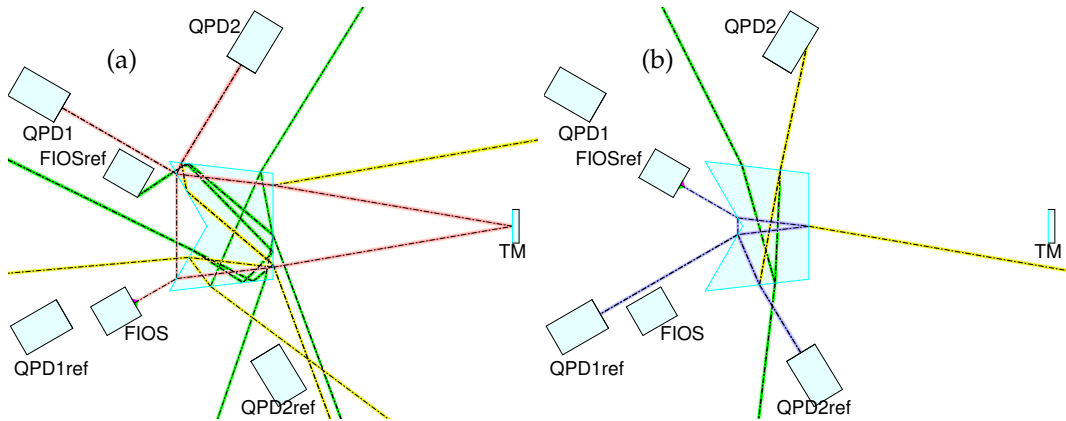 QPD2
(a)
QPD1
FIOSref
TM
FIOS
QPD1ref
QPD2ref
QPD2
(b)
QPD1
FIOSref
TM
FIOS
QPD1ref
QPD2ref